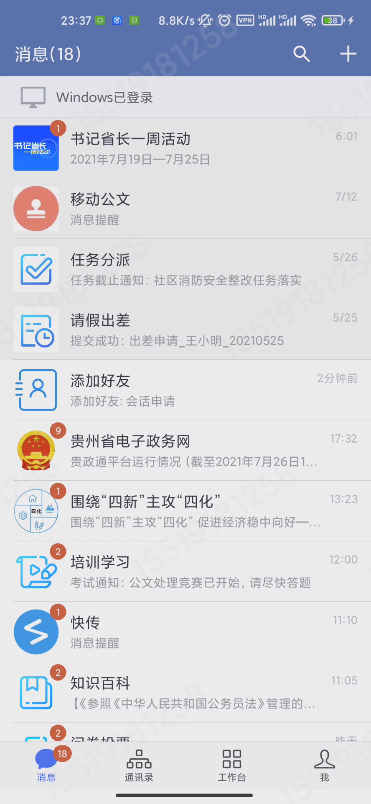 23:37 8.8K/s VPN HD HD 38
消息(18)
Windows已登录
1
书记省长一周活动 6:01
2021年7月19日—7月25日
移动公文 7/12
消息提醒
任务分派 5/26
任务截止通知：社区消防安全整改任务落实
请假出差 5/25
提交成功：出差申请_王小明_20210525
添加好友 2分钟前
添加好友: 会话申请
9
贵州省电子政务网 17:32
贵政通平台运行情况（截至2021年7月26日1...
1
围绕“四新”主攻“四化” 13:23
围绕“四新”主攻“四化” 促进经济稳中向好—...
2
培训学习 12:00
考试通知：公文处理竞赛已开始，请尽快答题
1
快传 11:10
消息提醒
2
知识百科 11:05
【《参照《中华人民共和国公务员法》管理的...
2
问卷投票 昨天
18
消息 通讯录 工作台 我